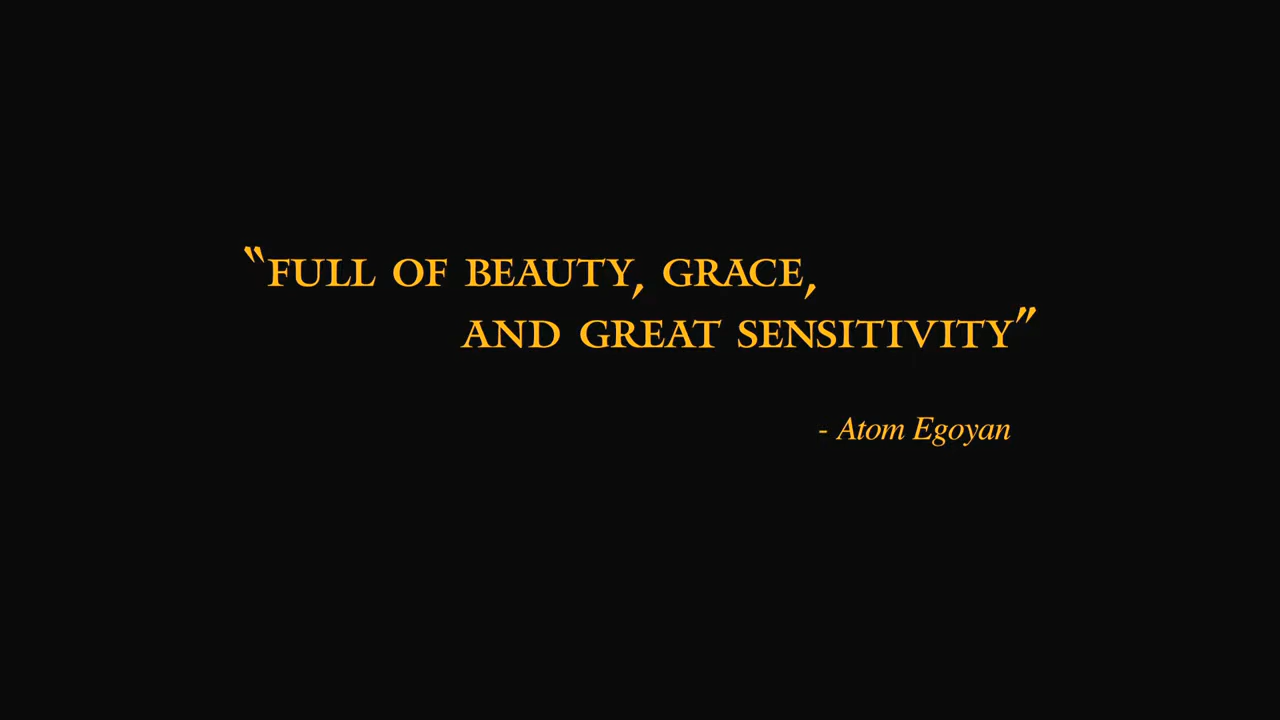 “FULL OF BEAUTY, GRACE,
AND GREAT SENSITIVITY”
- Atom Egoyan